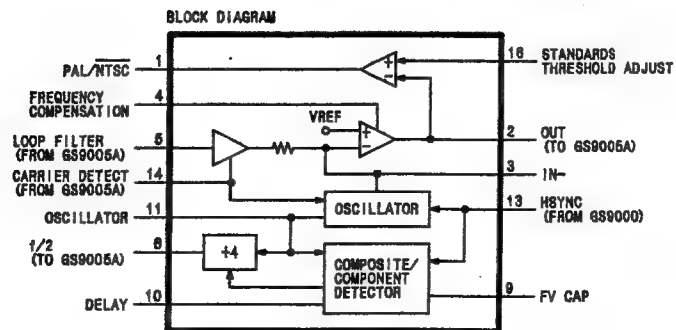 BLOCK DIAGRAM
PAL/NTSC
1
16
STANDARDS
THRESHOLD ADJUST
FREQUENCY
COMPENSATION
4
VREF
+
-
+
-
LOOP FILTER
(FROM GS9005A)
5
2
OUT
(TO GS9005A)
CARRIER DETECT
(FROM GS9005A)
14
3
IN-
OSCILLATOR
11
OSCILLATOR
13
HSYNC
(FROM GS9000)
f/2
(TO GS9005A)
6
÷4
COMPOSITE/
COMPONENT
DETECTOR
DELAY
10
9
FV CAP